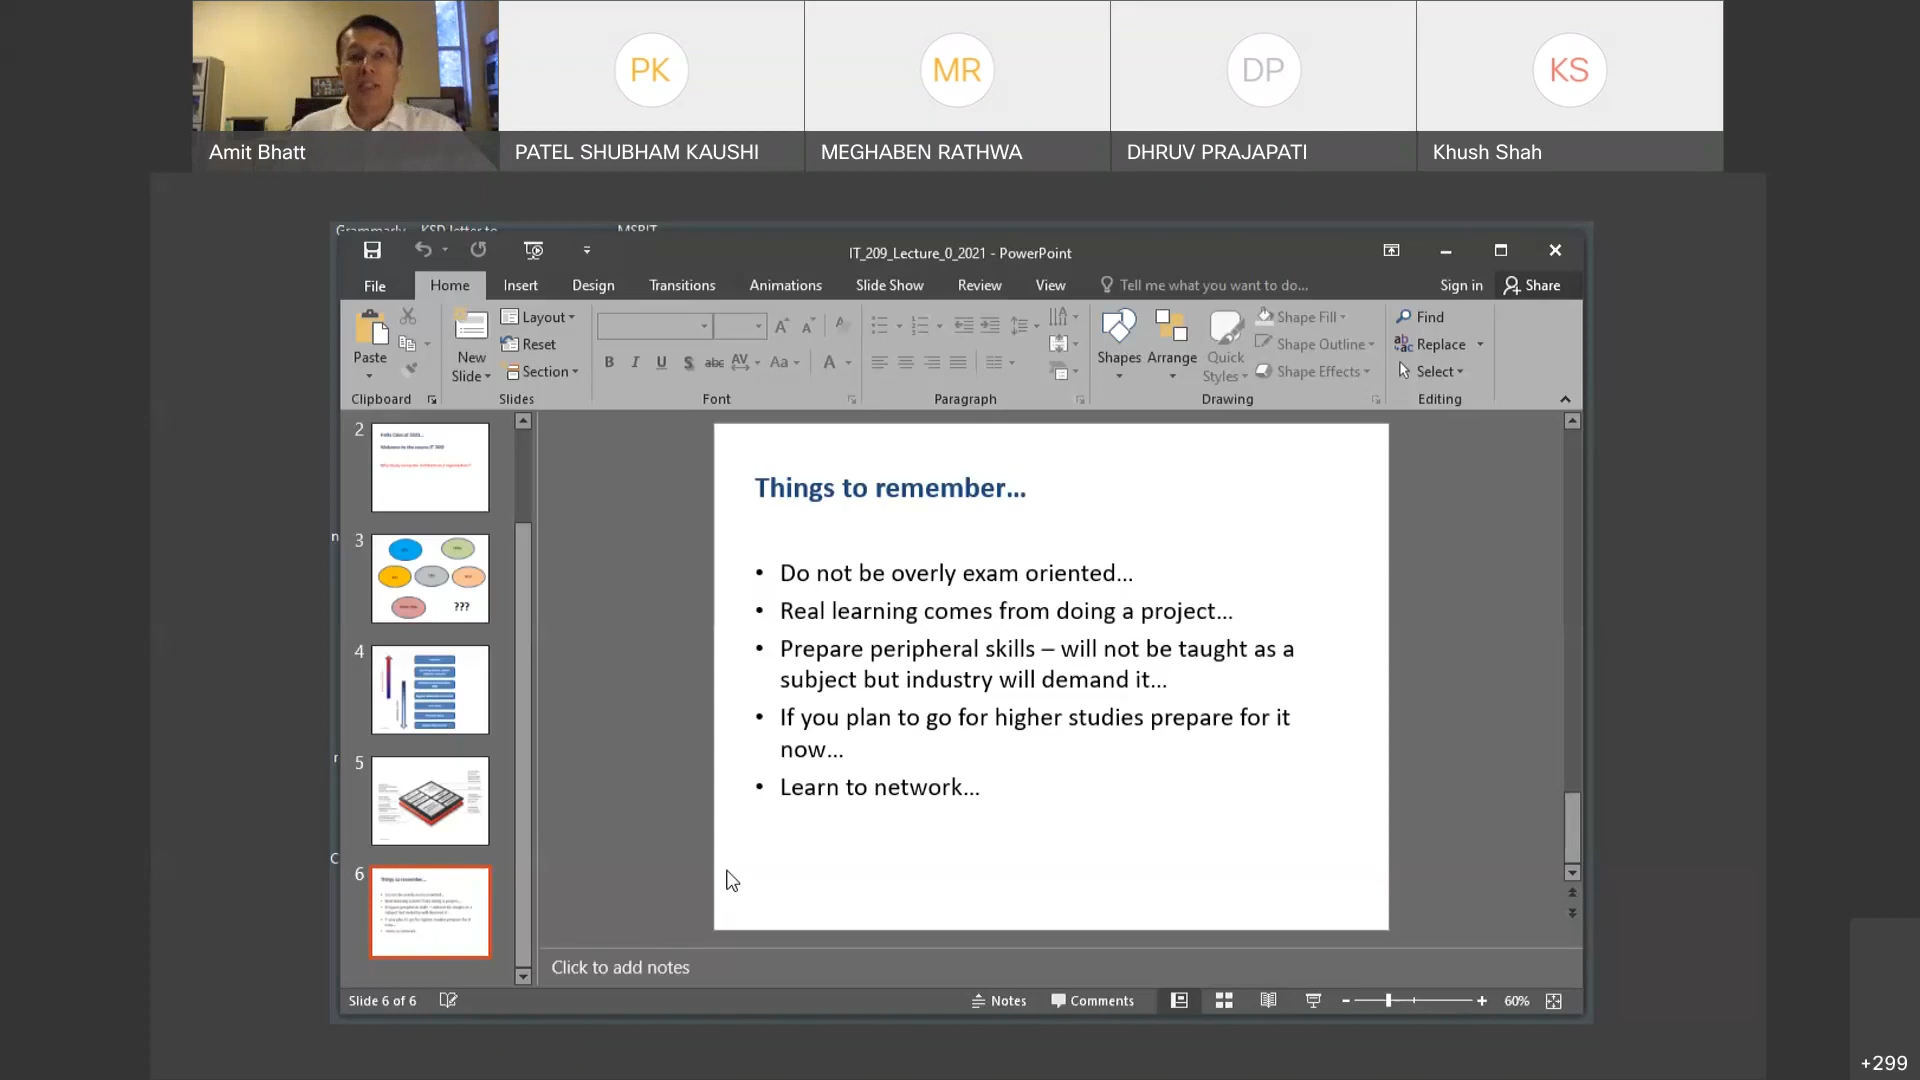 PK
MR
DP
KS
Amit Bhatt
PATEL SHUBHAM KAUSHI
MEGHABEN RATHWA
DHRUV PRAJAPATI
Khush Shah
IT_209_Lecture_0_2021 - PowerPoint
File
Home
Insert
Design
Transitions
Animations
Slide Show
Review
View
Tell me what you want to do...
Sign in
Share
Paste
Clipboard
New
Slide
Layout
Reset
Section
Slides
Font
Paragraph
Shapes
Arrange
Quick
Styles
Shape Fill
Shape Outline
Shape Effects
Drawing
Find
Replace
Select
Editing
2
3
???
4
5
6
Things to remember...
• Do not be overly exam oriented...
• Real learning comes from doing a project...
• Prepare peripheral skills – will not be taught as a
subject but industry will demand it...
• If you plan to go for higher studies prepare for it
now...
• Learn to network...
Click to add notes
Slide 6 of 6
Notes
Comments
60%
+299